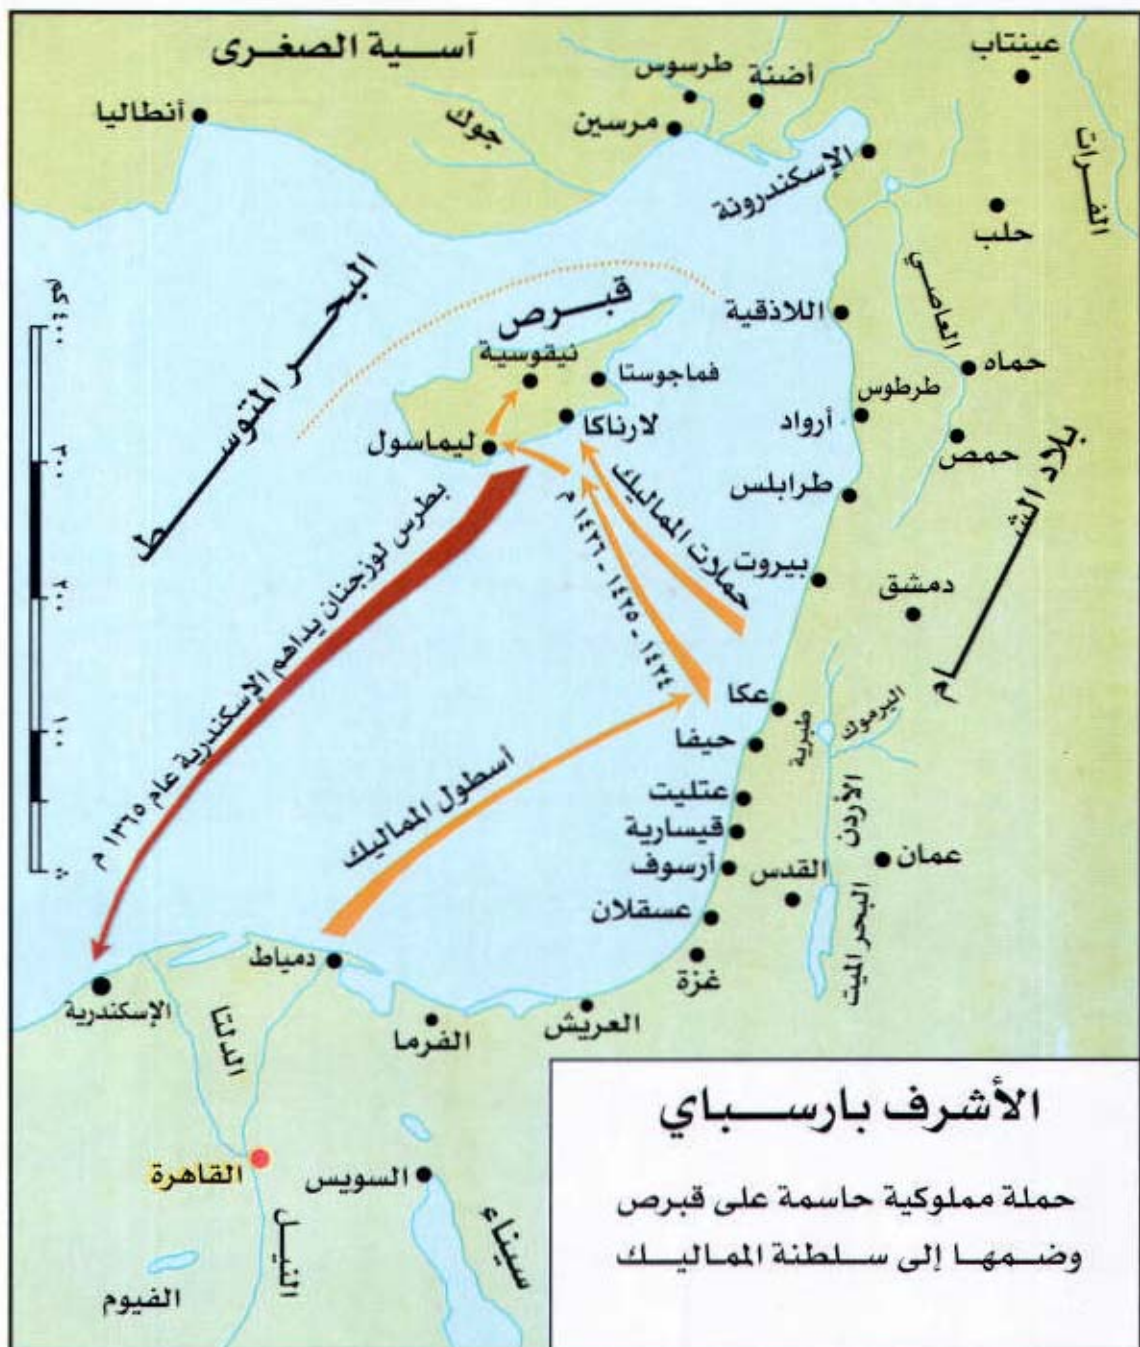 آسية الصغرى
عينتاب
طرسوس
أضنة
أنطاليا
جوك
مرسين
الإسكندرونة
الفرات
حلب
العاصي
البحر المتوسط
قبرص
اللاذقية
نيقوسية
فماجوستا
حماه
طرطوس
لارناكا
أرواد
ليماسول
حمص
بلاد الشام
طرابلس
حملات المماليك
١٤٢٤ - ١٤٢٥ - ١٤٢٦ م
بيروت
دمشق
بطرس لوزجنان يداهم الإسكندرية عام ١٣٦٥ م
عكا
طبرية
اليرموك
حيفا
أسطول المماليك
عتليت
الأردن
قيسارية
أرسوف
القدس
عمان
عسقلان
البحر الميت
دمياط
غزة
الإسكندرية
الدلتا
الفرما
العريش
القاهرة
السويس
سيناء
النيل
الفيوم
٤٠٠ كم
٣٠٠
٢٠٠
١٠٠
الأشرف بارسباي
حملة مملوكية حاسمة على قبرص
وضمها إلى سلطنة المماليك